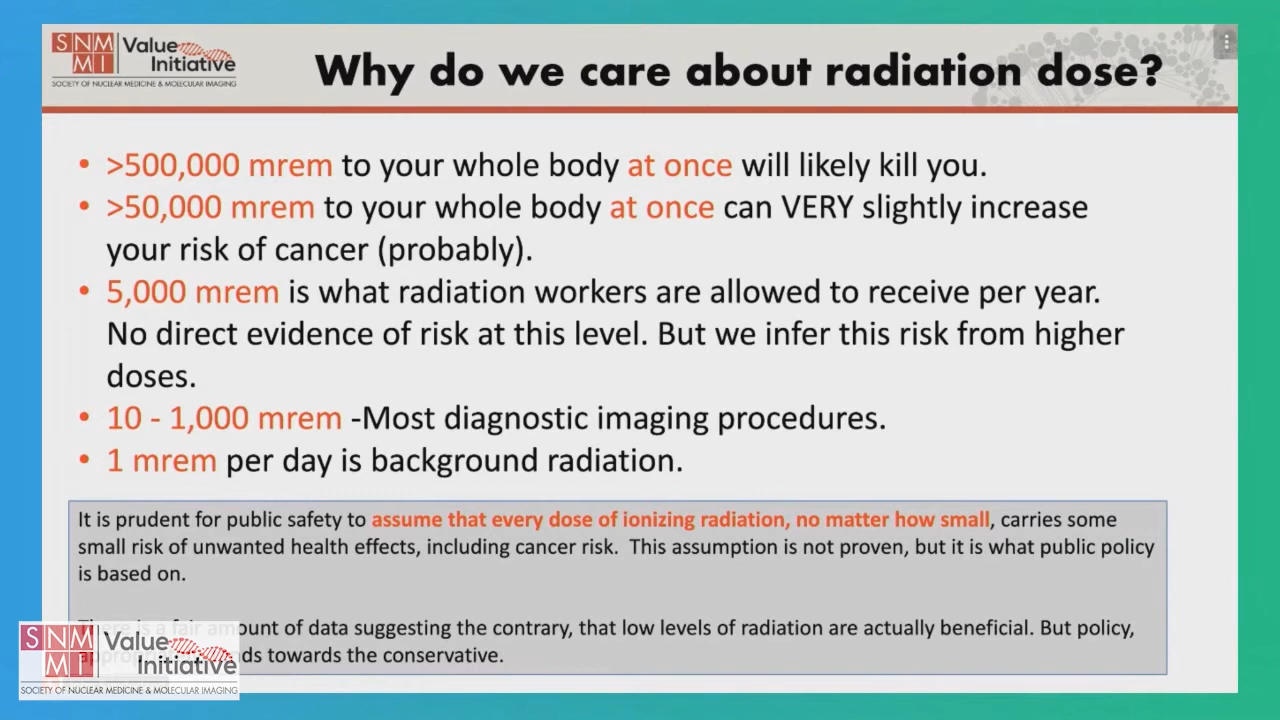 SNM MI Value Initiative
SOCIETY OF NUCLEAR MEDICINE & MOLECULAR IMAGING
Why do we care about radiation dose?
• >500,000 mrem to your whole body at once will likely kill you.
• >50,000 mrem to your whole body at once can VERY slightly increase
your risk of cancer (probably).
• 5,000 mrem is what radiation workers are allowed to receive per year.
No direct evidence of risk at this level. But we infer this risk from higher
doses.
• 10 - 1,000 mrem -Most diagnostic imaging procedures.
• 1 mrem per day is background radiation.
It is prudent for public safety to assume that every dose of ionizing radiation, no matter how small, carries some
small risk of unwanted health effects, including cancer risk. This assumption is not proven, but it is what public policy
is based on.
There is a fair amount of data suggesting the contrary, that low levels of radiation are actually beneficial. But policy,
towards the conservative.
SNM MI Value Initiative
SOCIETY OF NUCLEAR MEDICINE & MOLECULAR IMAGING